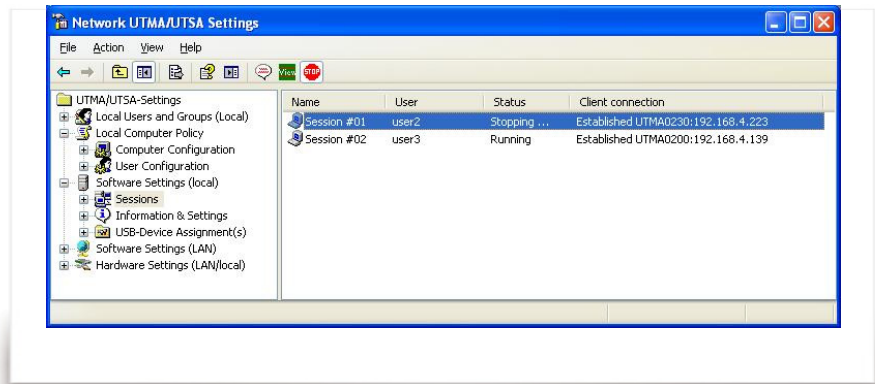 Network UTMA/UTSA Settings
File Action View Help
View STOP
UTMA/UTSA-Settings
Local Users and Groups (Local)
Local Computer Policy
Computer Configuration
User Configuration
Software Settings (local)
Sessions
Information & Settings
USB-Device Assignment(s)
Software Settings (LAN)
Hardware Settings (LAN/local)
Name User Status Client connection
Session #01 user2 Stopping ... Established UTMA0230:192.168.4.223
Session #02 user3 Running Established UTMA0200:192.168.4.139